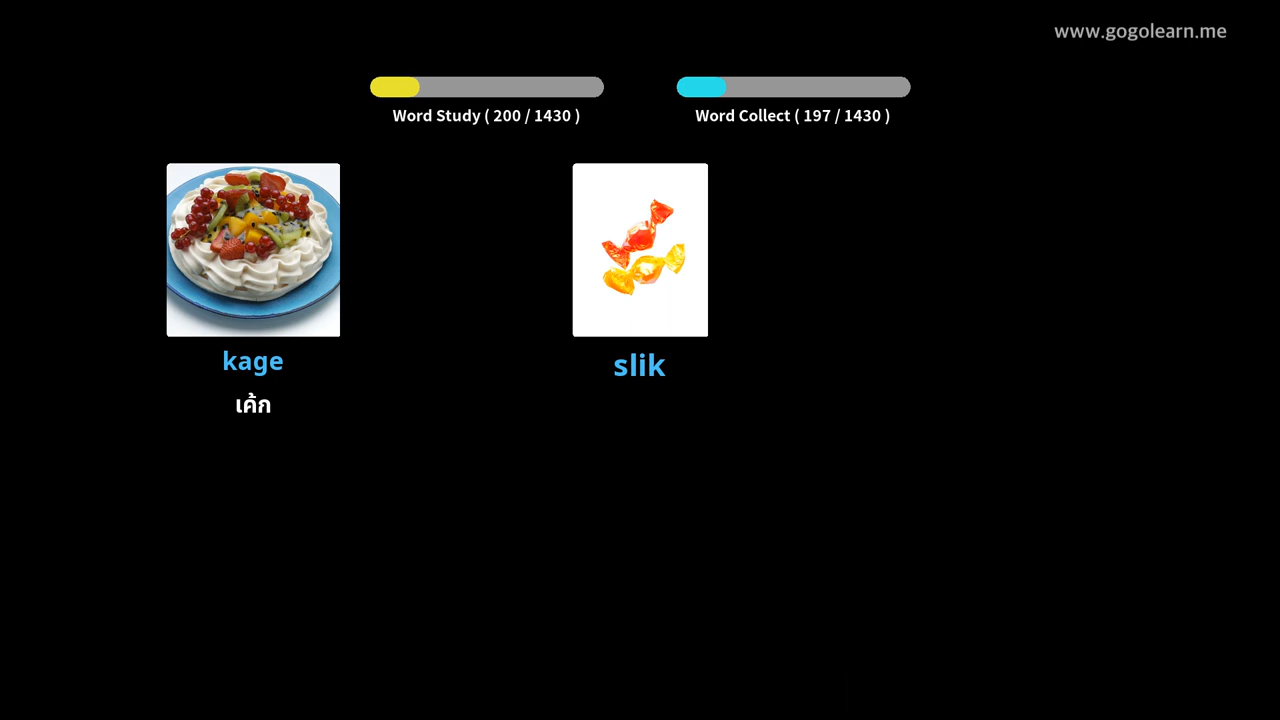 www.gogolearn.me
Word Study ( 200 / 1430 )
Word Collect ( 197 / 1430 )
kage
เค้ก
slik